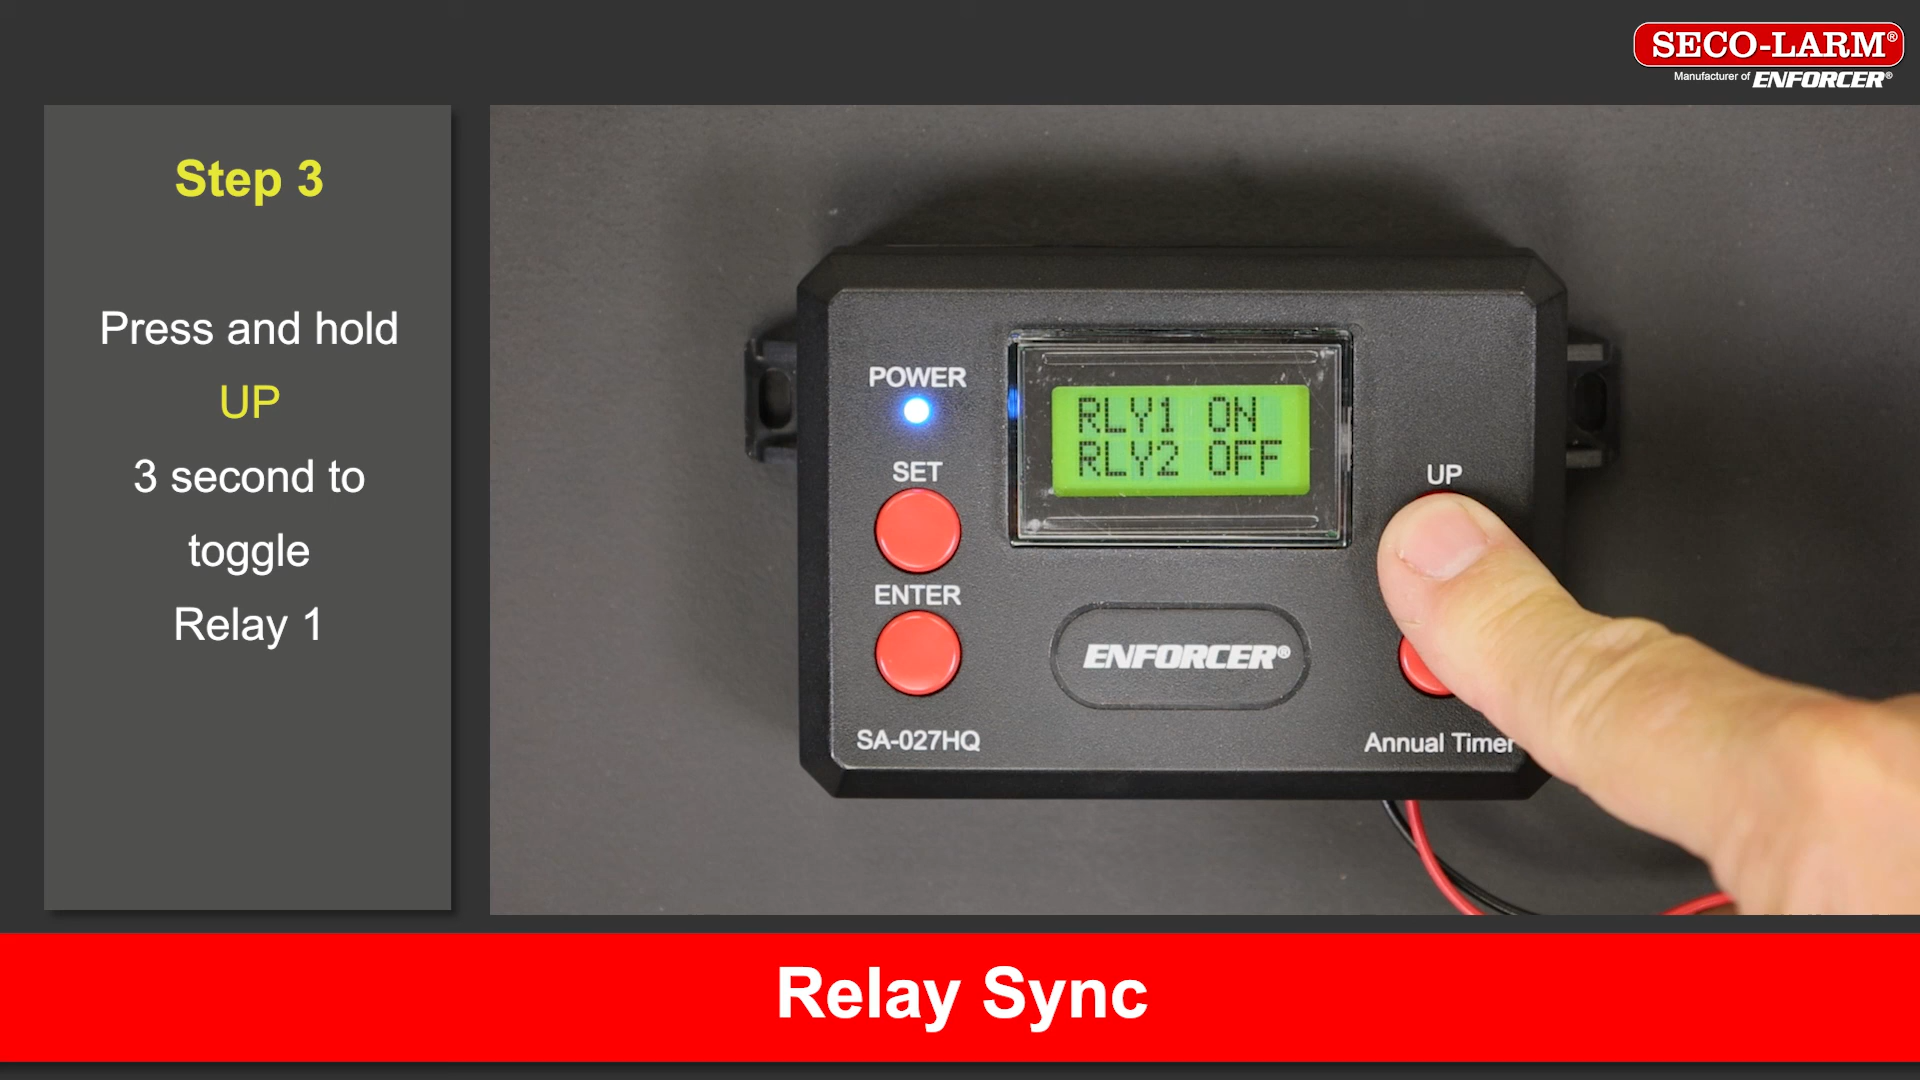 SECO-LARM®
Manufacturer of ENFORCER®
Step 3
Press and hold
UP
3 second to
toggle
Relay 1
POWER
RLY1 ON
RLY2 OFF
SET
UP
ENTER
ENFORCER®
SA-027HQ
Annual Timer
Relay Sync